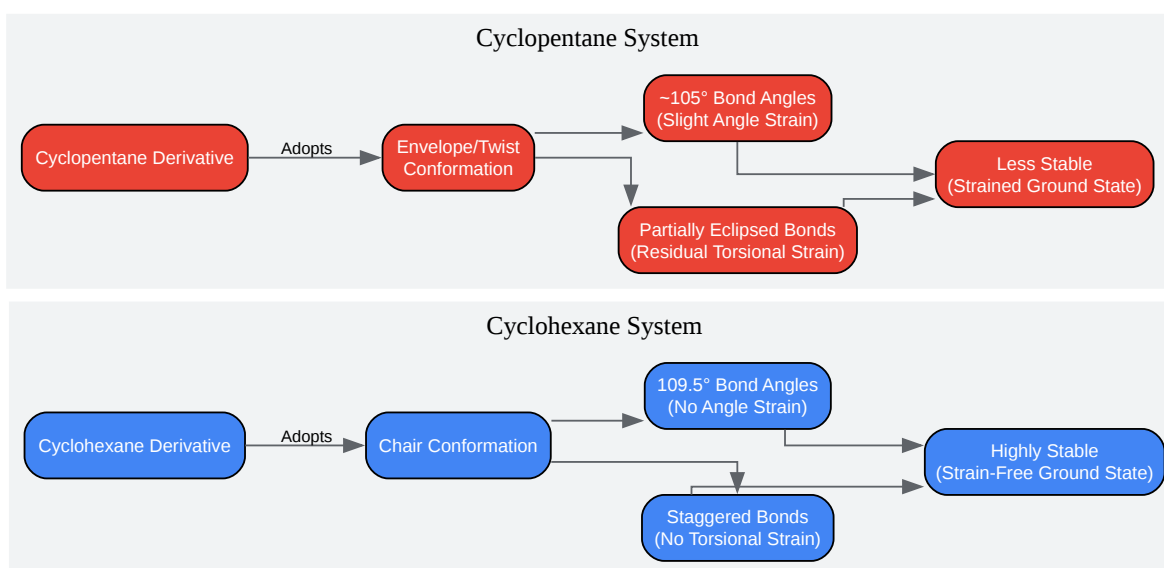 Cyclopentane System
Cyclopentane Derivative
Adopts
Envelope/Twist
Conformation
~105° Bond Angles
(Slight Angle Strain)
Partially Eclipsed Bonds
(Residual Torsional Strain)
Less Stable
(Strained Ground State)
Cyclohexane System
Cyclohexane Derivative
Adopts
Chair Conformation
109.5° Bond Angles
(No Angle Strain)
Staggered Bonds
(No Torsional Strain)
Highly Stable
(Strain-Free Ground State)